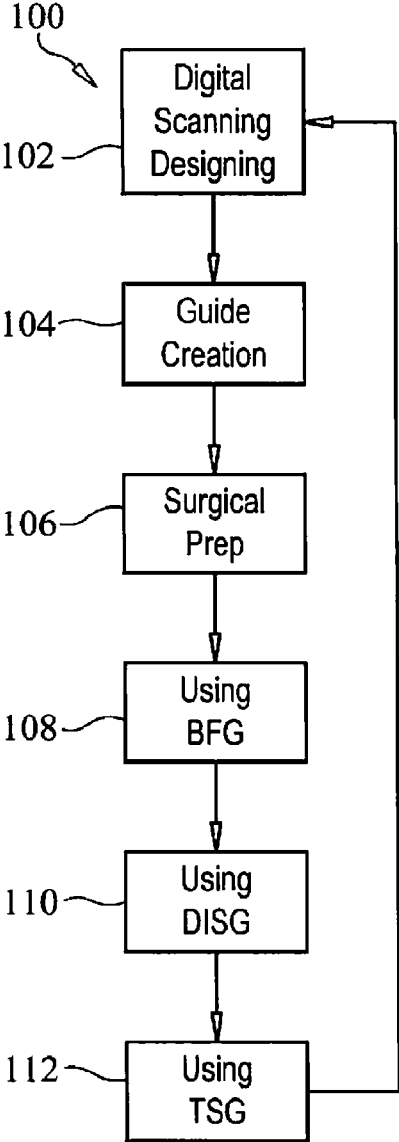 100
Digital
Scanning
Designing
102
Guide
Creation
104
Surgical
Prep
106
Using
BFG
108
Using
DISG
110
Using
TSG
112